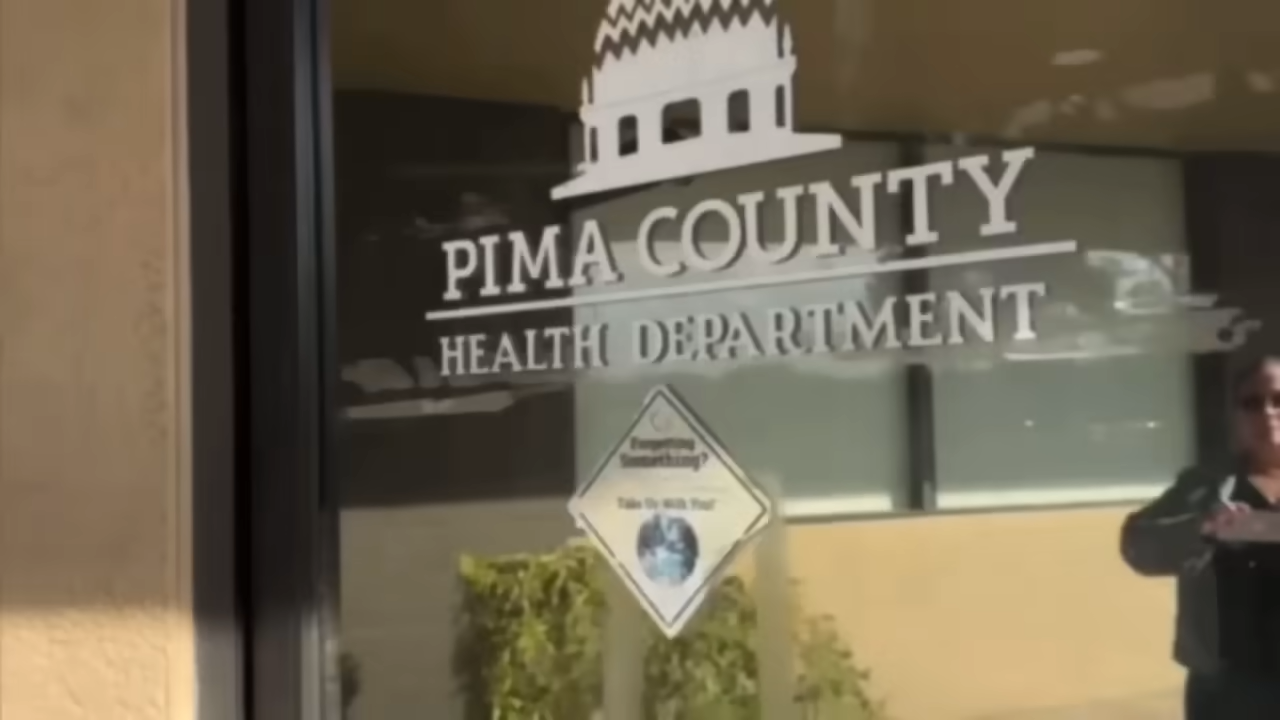 PIMA COUNTY
HEALTH DEPARTMENT
Forgetting
Something?
Take Us With You!